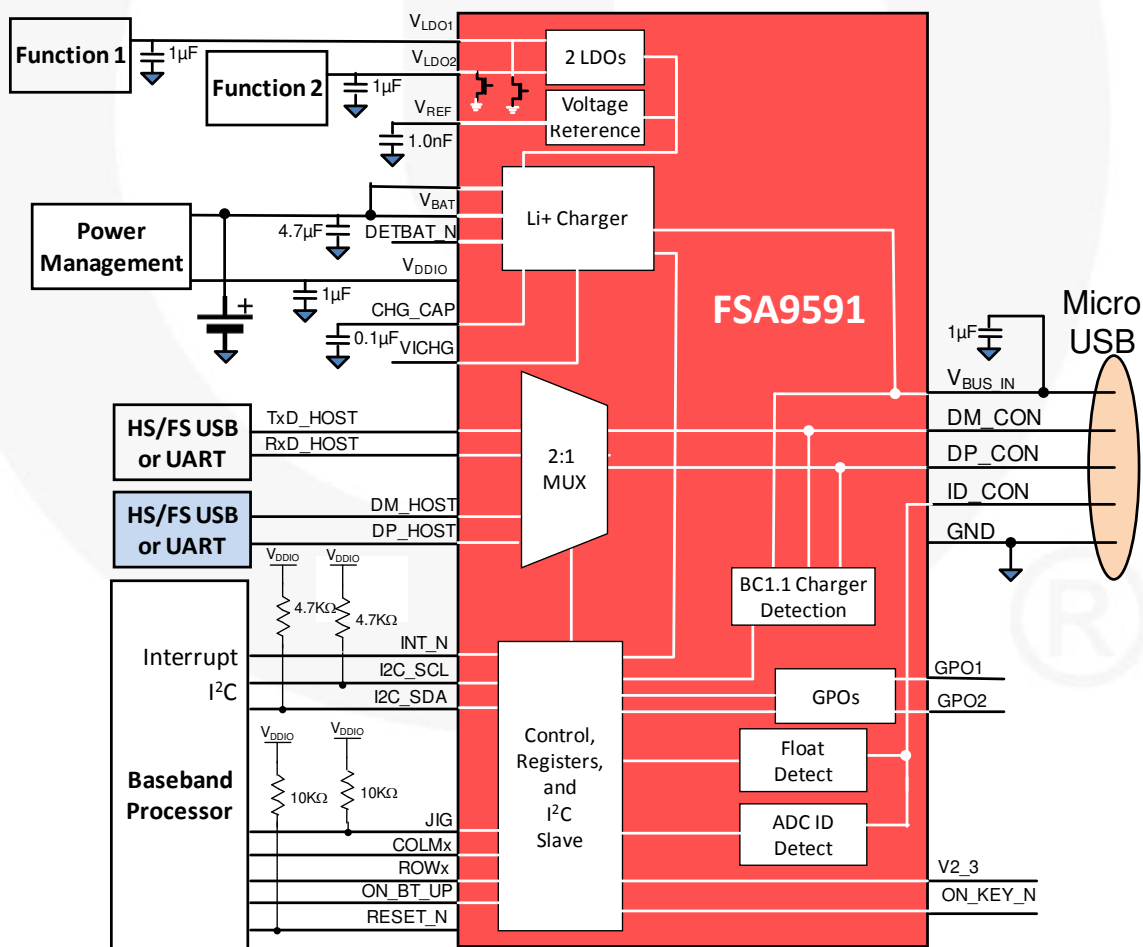 Function 1
1µF
VLDO1
Function 2
1µF
VLDO2
2 LDOs
VREF
1.0nF
Voltage
Reference
Power
Management
VBAT
4.7µF
DETBAT_N
Li+ Charger
VDDIO
1µF
+
CHG_CAP
0.1µF
VICHG
FSA9591
Micro
USB
1µF
VBUS_IN
DM_CON
DP_CON
ID_CON
GND
HS/FS USB
or UART
TxD_HOST
RxD_HOST
2:1
MUX
HS/FS USB
or UART
DM_HOST
DP_HOST
BC1.1 Charger
Detection
VDDIO
VDDIO
4.7KΩ
4.7KΩ
Interrupt
I²C
INT_N
I2C_SCL
I2C_SDA
GPOs
GPO1
GPO2
Control,
Registers,
and
I²C
Slave
Float
Detect
ADC ID
Detect
Baseband
Processor
VDDIO
VDDIO
10KΩ
10KΩ
JIG
COLMx
ROWx
ON_BT_UP
RESET_N
V2_3
ON_KEY_N
®